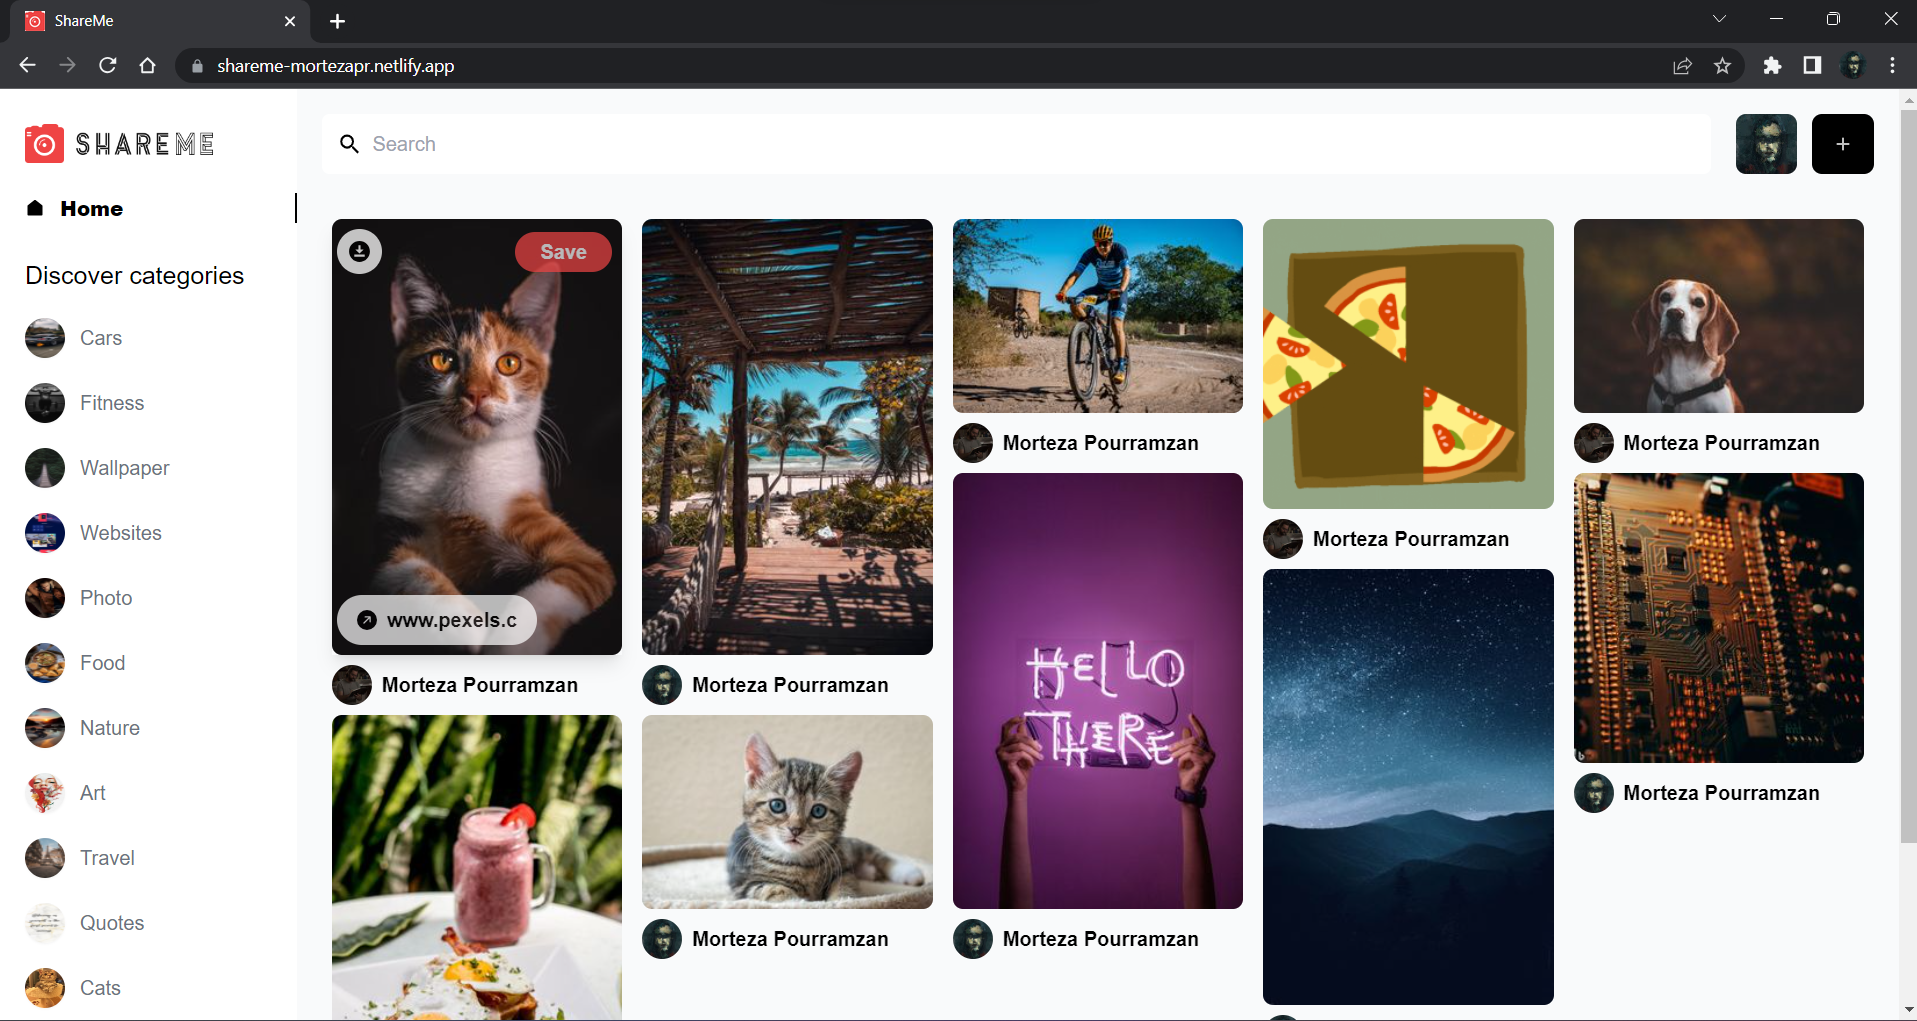 ShareMe
shareme-mortezapr.netlify.app
SHAREME
Search
Home
Discover categories
Cars
Fitness
Wallpaper
Websites
Photo
Food
Nature
Art
Travel
Quotes
Cats
Save
www.pexels.c
Morteza Pourramzan
Morteza Pourramzan
Morteza Pourramzan
Morteza Pourramzan
HELLO
THERE
Morteza Pourramzan
Morteza Pourramzan
Morteza Pourramzan
Morteza Pourramzan